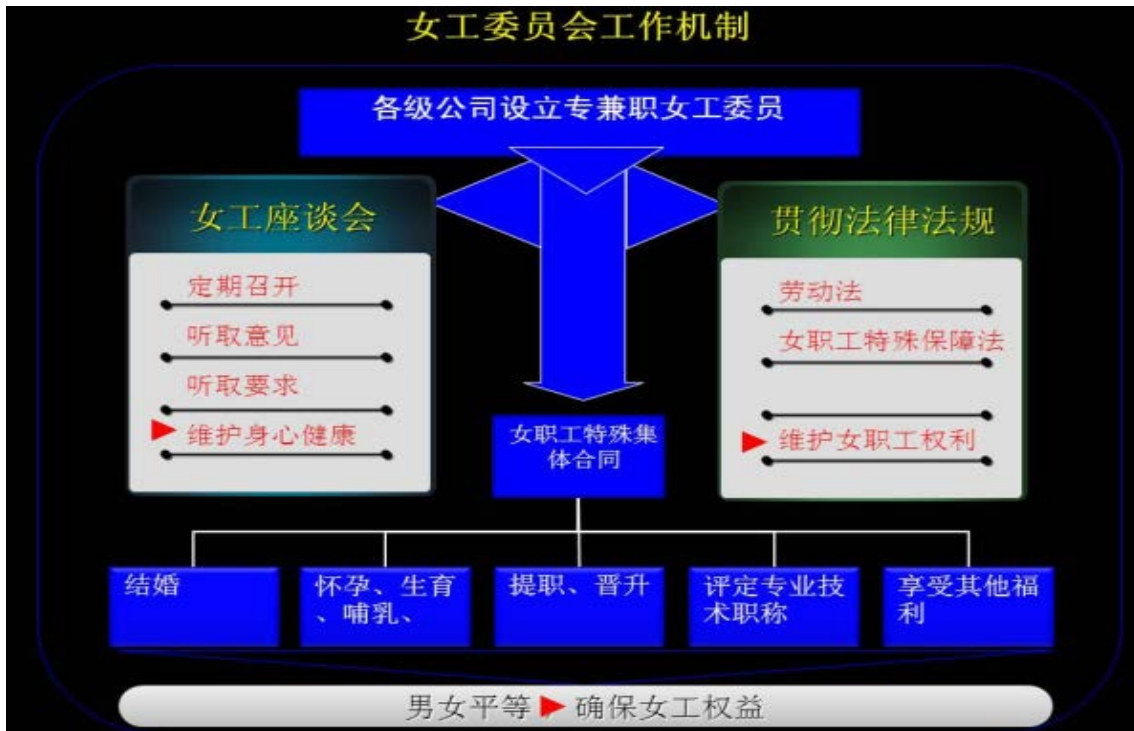 女工委员会工作机制
各级公司设立专兼职女工委员
女工座谈会
定期召开
听取意见
听取要求
维护身心健康
贯彻法律法规
劳动法
女职工特殊保障法
维护女职工权利
女职工特殊集
体合同
结婚
怀孕、生育
、哺乳、
提职、晋升
评定专业技
术职称
享受其他福
利
男女平等 确保女工权益